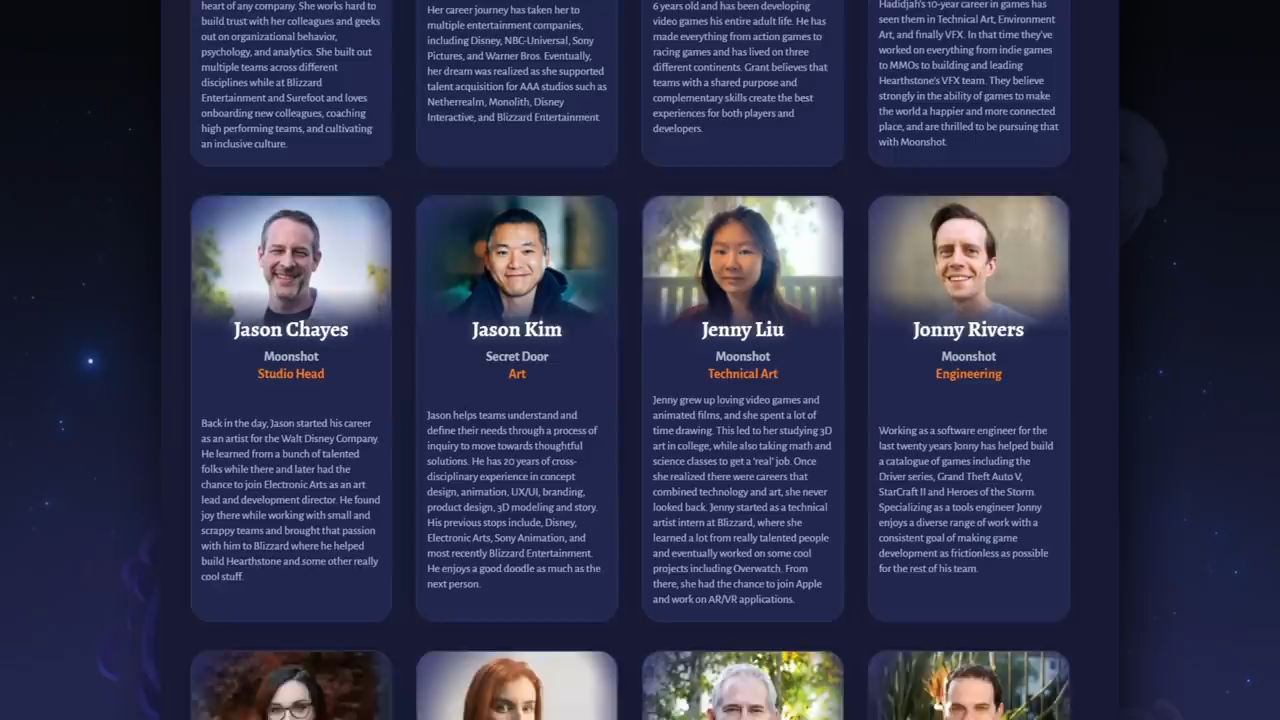 heart of any company. She works hard to
build trust with her colleagues and geeks
out on organizational behavior,
psychology, and analytics. She built out
multiple teams across different
disciplines while at Blizzard
Entertainment and Surefoot and loves
onboarding new colleagues, coaching
high performing teams, and cultivating
an inclusive culture.
Her career journey has taken her to
multiple entertainment companies,
including Disney, NBC-Universal, Sony
Pictures, and Warner Bros. Eventually,
her dream was realized as she supported
talent acquisition for AAA studios such as
Netherrealm, Monolith, Disney
Interactive, and Blizzard Entertainment.
6 years old and has been developing
video games his entire adult life. He has
made everything from action games to
racing games and has lived on three
different continents. Grant believes that
teams with a shared purpose and
complementary skills create the best
experiences for both players and
developers.
Hadidjah's 10-year career in games has
seen them in Technical Art, Environment
Art, and finally VFX. In that time they've
worked on everything from indie games
to MMOs to building and leading
Hearthstone's VFX team. They believe
strongly in the ability of games to make
the world a happier and more connected
place, and are thrilled to be pursuing that
with Moonshot.
Jason Chayes
Moonshot
Studio Head
Back in the day, Jason started his career
as an artist for the Walt Disney Company.
He learned from a bunch of talented
folks while there and later had the
chance to join Electronic Arts as an art
lead and development director. He found
joy there while working with small and
scrappy teams and brought that passion
with him to Blizzard where he helped
build Hearthstone and some other really
cool stuff.
Jason Kim
Secret Door
Art
Jason helps teams understand and
define their needs through a process of
inquiry to move towards thoughtful
solutions. He has 20 years of cross-
disciplinary experience in concept
design, animation, UX/UI, branding,
product design, 3D modeling and story.
His previous stops include, Disney,
Electronic Arts, Sony Animation, and
most recently Blizzard Entertainment.
He enjoys a good doodle as much as the
next person.
Jenny Liu
Moonshot
Technical Art
Jenny grew up loving video games and
animated films, and she spent a lot of
time drawing. This led to her studying 3D
art in college, while also taking math and
science classes to get a 'real' job. Once
she realized there were careers that
combined technology and art, she never
looked back. Jenny started as a technical
artist intern at Blizzard, where she
learned a lot from really talented people
and eventually worked on some cool
projects including Overwatch. From
there, she had the chance to join Apple
and work on AR/VR applications.
Jonny Rivers
Moonshot
Engineering
Working as a software engineer for the
last twenty years Jonny has helped build
a catalogue of games including the
Driver series, Grand Theft Auto V,
StarCraft II and Heroes of the Storm.
Specializing as a tools engineer Jonny
enjoys a diverse range of work with a
consistent goal of making game
development as frictionless as possible
for the rest of his team.